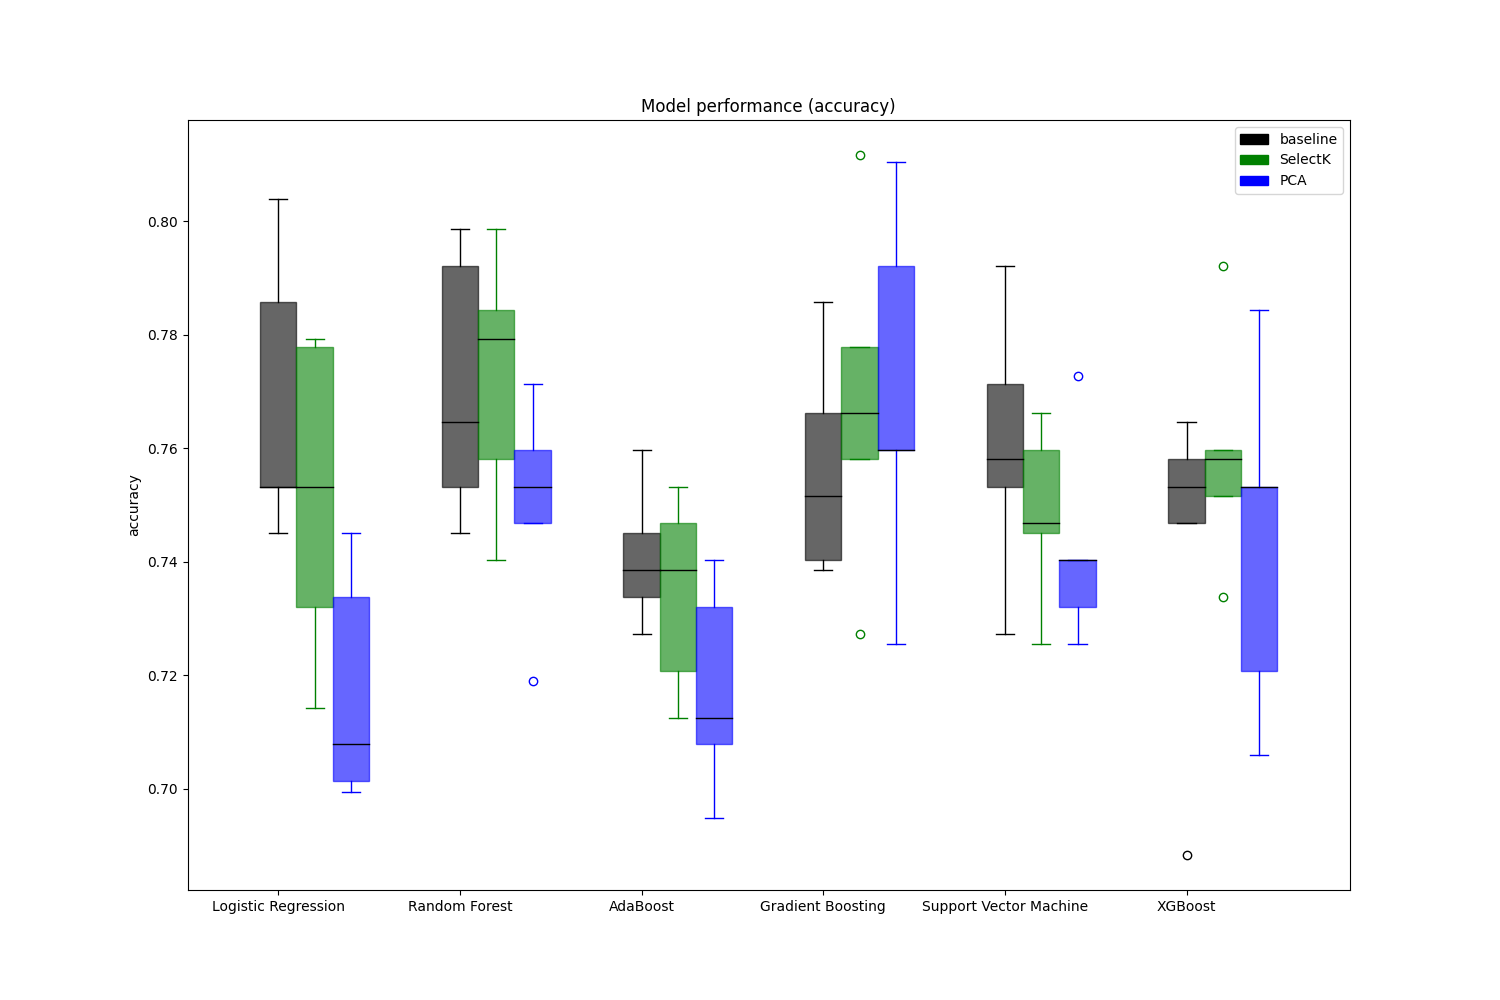 Model performance (accuracy)
baseline
SelectK
PCA
accuracy
0.80
0.78
0.76
0.74
0.72
0.70
Logistic Regression
Random Forest
AdaBoost
Gradient Boosting
Support Vector Machine
XGBoost